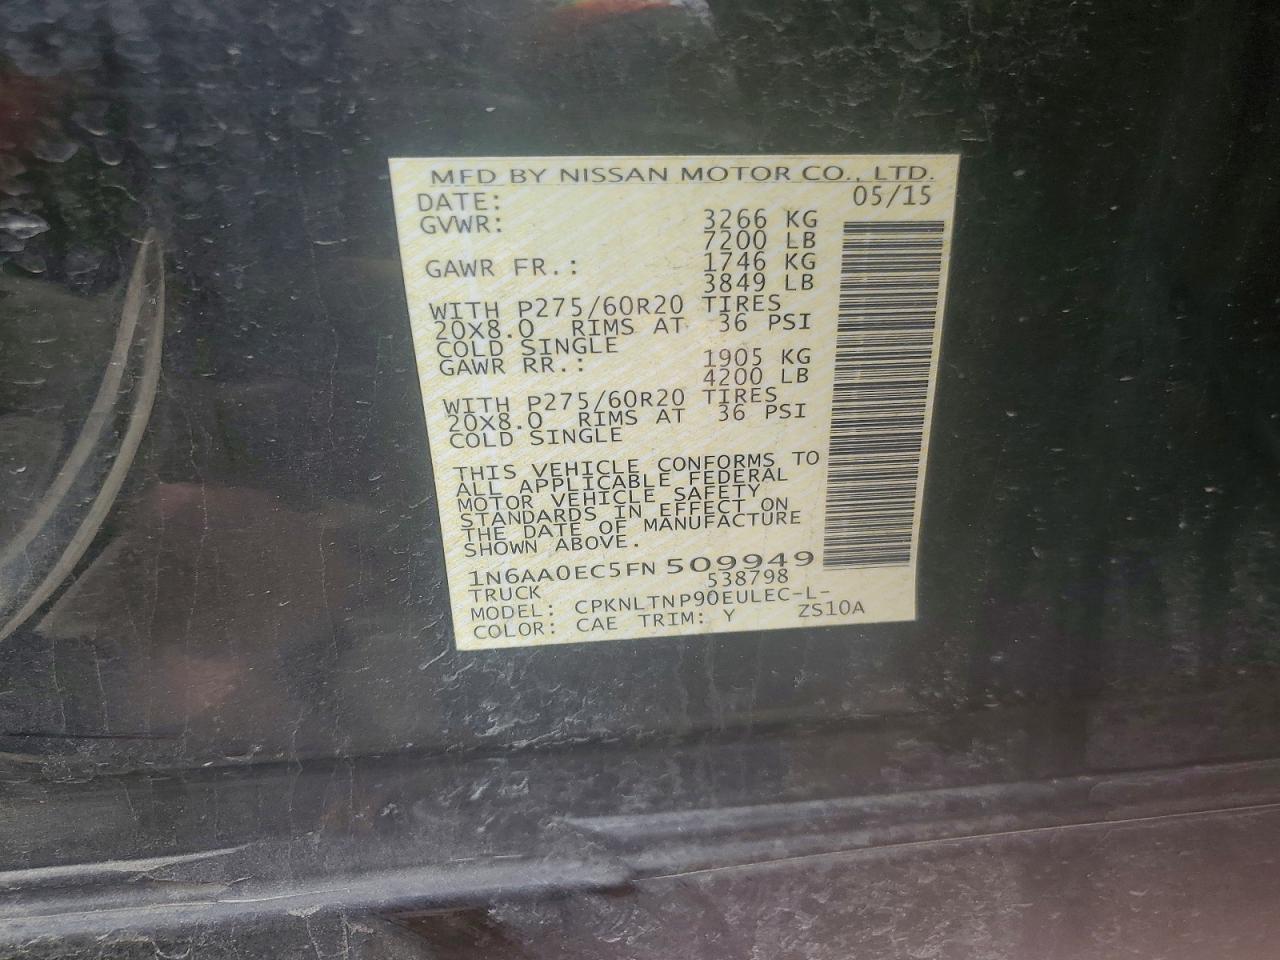 MFD BY NISSAN MOTOR CO., LTD.
DATE: 05/15
GVWR: 3266 KG
7200 LB
GAWR FR.: 1746 KG
3849 LB
WITH P275/60R20 TIRES
20X8.0 RIMS AT 36 PSI
COLD SINGLE
GAWR RR.: 1905 KG
4200 LB
WITH P275/60R20 TIRES
20X8.0 RIMS AT 36 PSI
COLD SINGLE
THIS VEHICLE CONFORMS TO
ALL APPLICABLE FEDERAL
MOTOR VEHICLE SAFETY
STANDARDS IN EFFECT ON
THE DATE OF MANUFACTURE
SHOWN ABOVE.
1N6AA0EC5FN509949
TRUCK 538798
MODEL: CPKNLTNP90EULEC-L-
COLOR: CAE TRIM: Y ZS10A